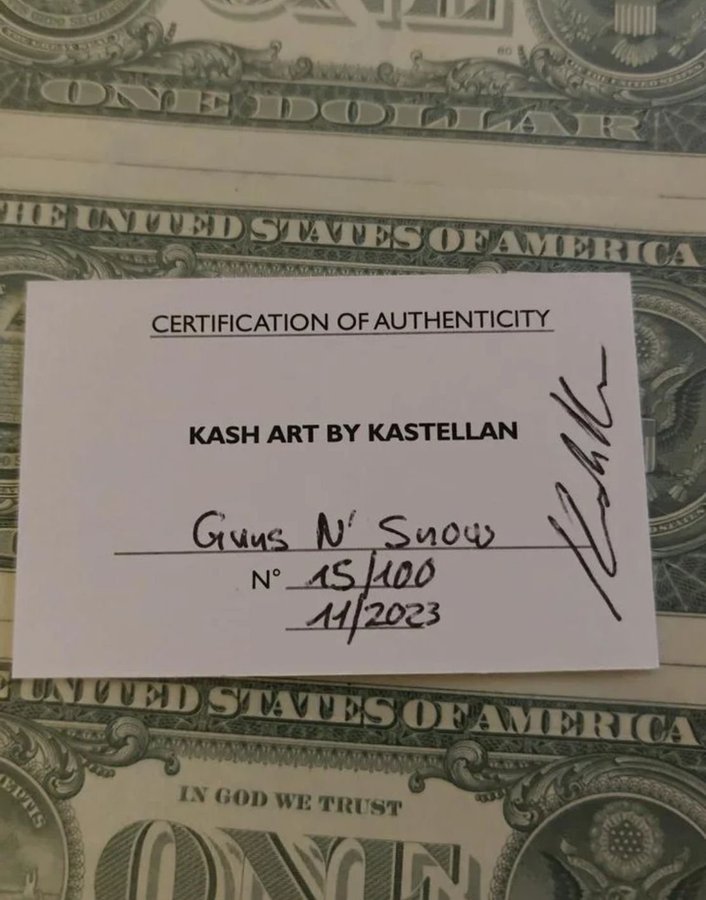 ONE
ONE DOLLAR
THE UNITED STATES OF AMERICA
CERTIFICATION OF AUTHENTICITY
KASH ART BY KASTELLAN
Guns N' Snow
N° 15/100
11/2023
UNITED STATES OF AMERICA
IN GOD WE TRUST
ONE